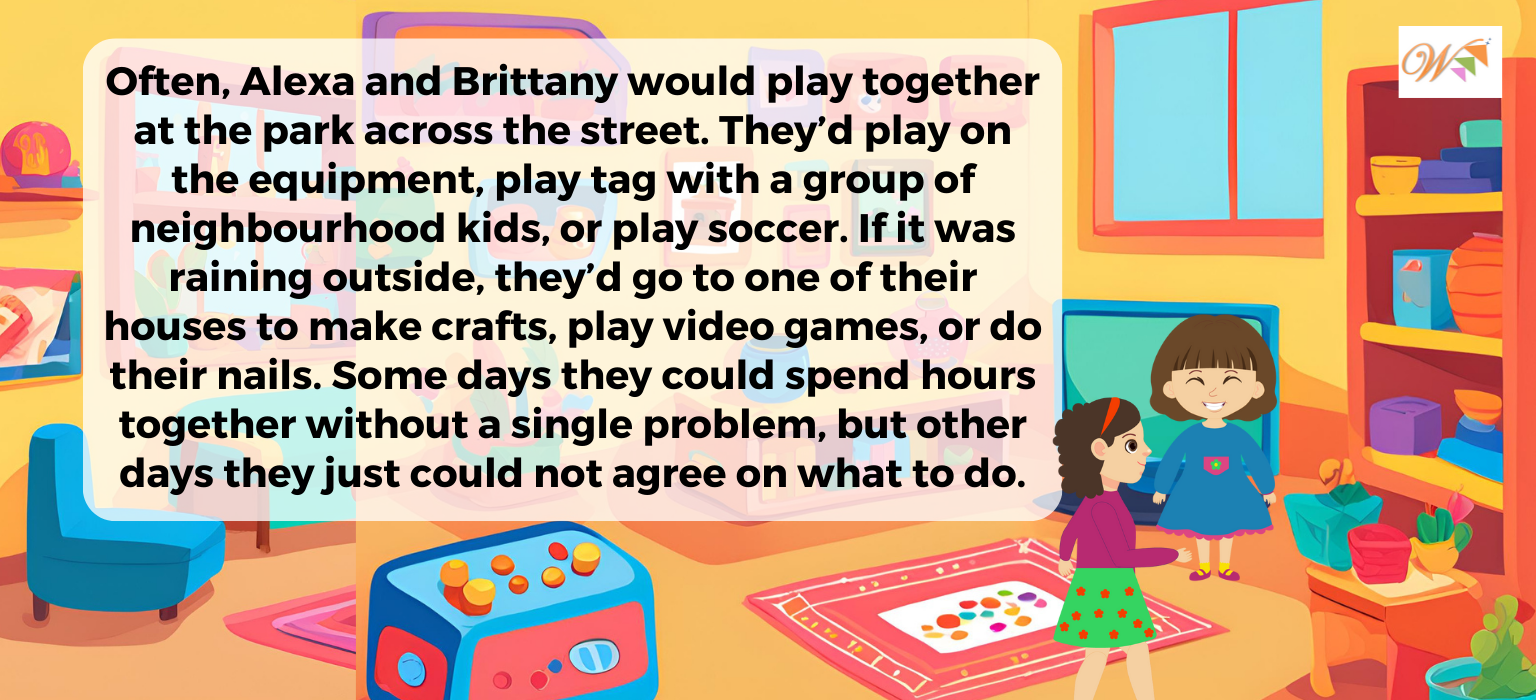 Often, Alexa and Brittany would play together
at the park across the street. They’d play on
the equipment, play tag with a group of
neighbourhood kids, or play soccer. If it was
raining outside, they’d go to one of their
houses to make crafts, play video games, or do
their nails. Some days they could spend hours
together without a single problem, but other
days they just could not agree on what to do.
W